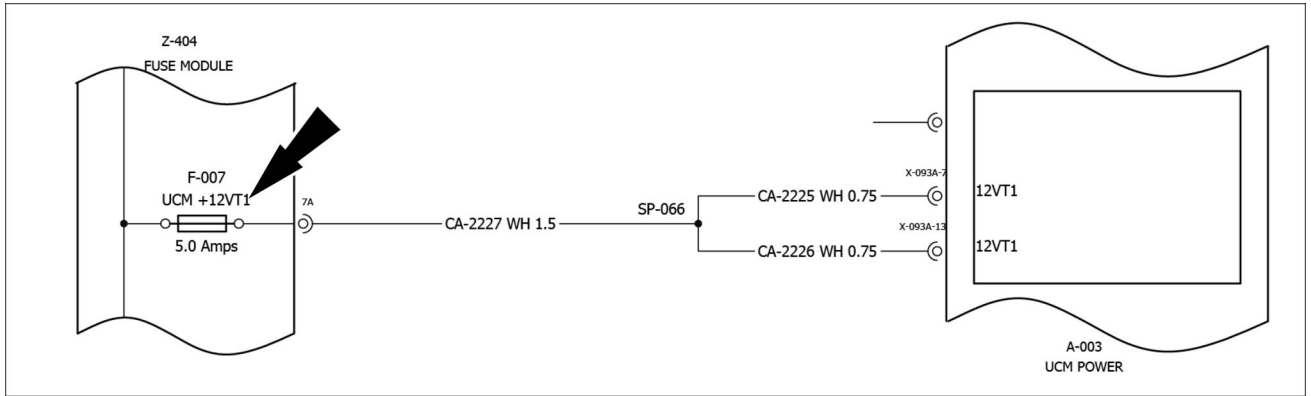 Z-404
FUSE MODULE
F-007
UCM +12VT1
5.0 Amps
7A
CA-2227 WH 1.5
SP-066
CA-2225 WH 0.75
CA-2226 WH 0.75
X-093A-7
X-093A-13
12VT1
12VT1
A-003
UCM POWER